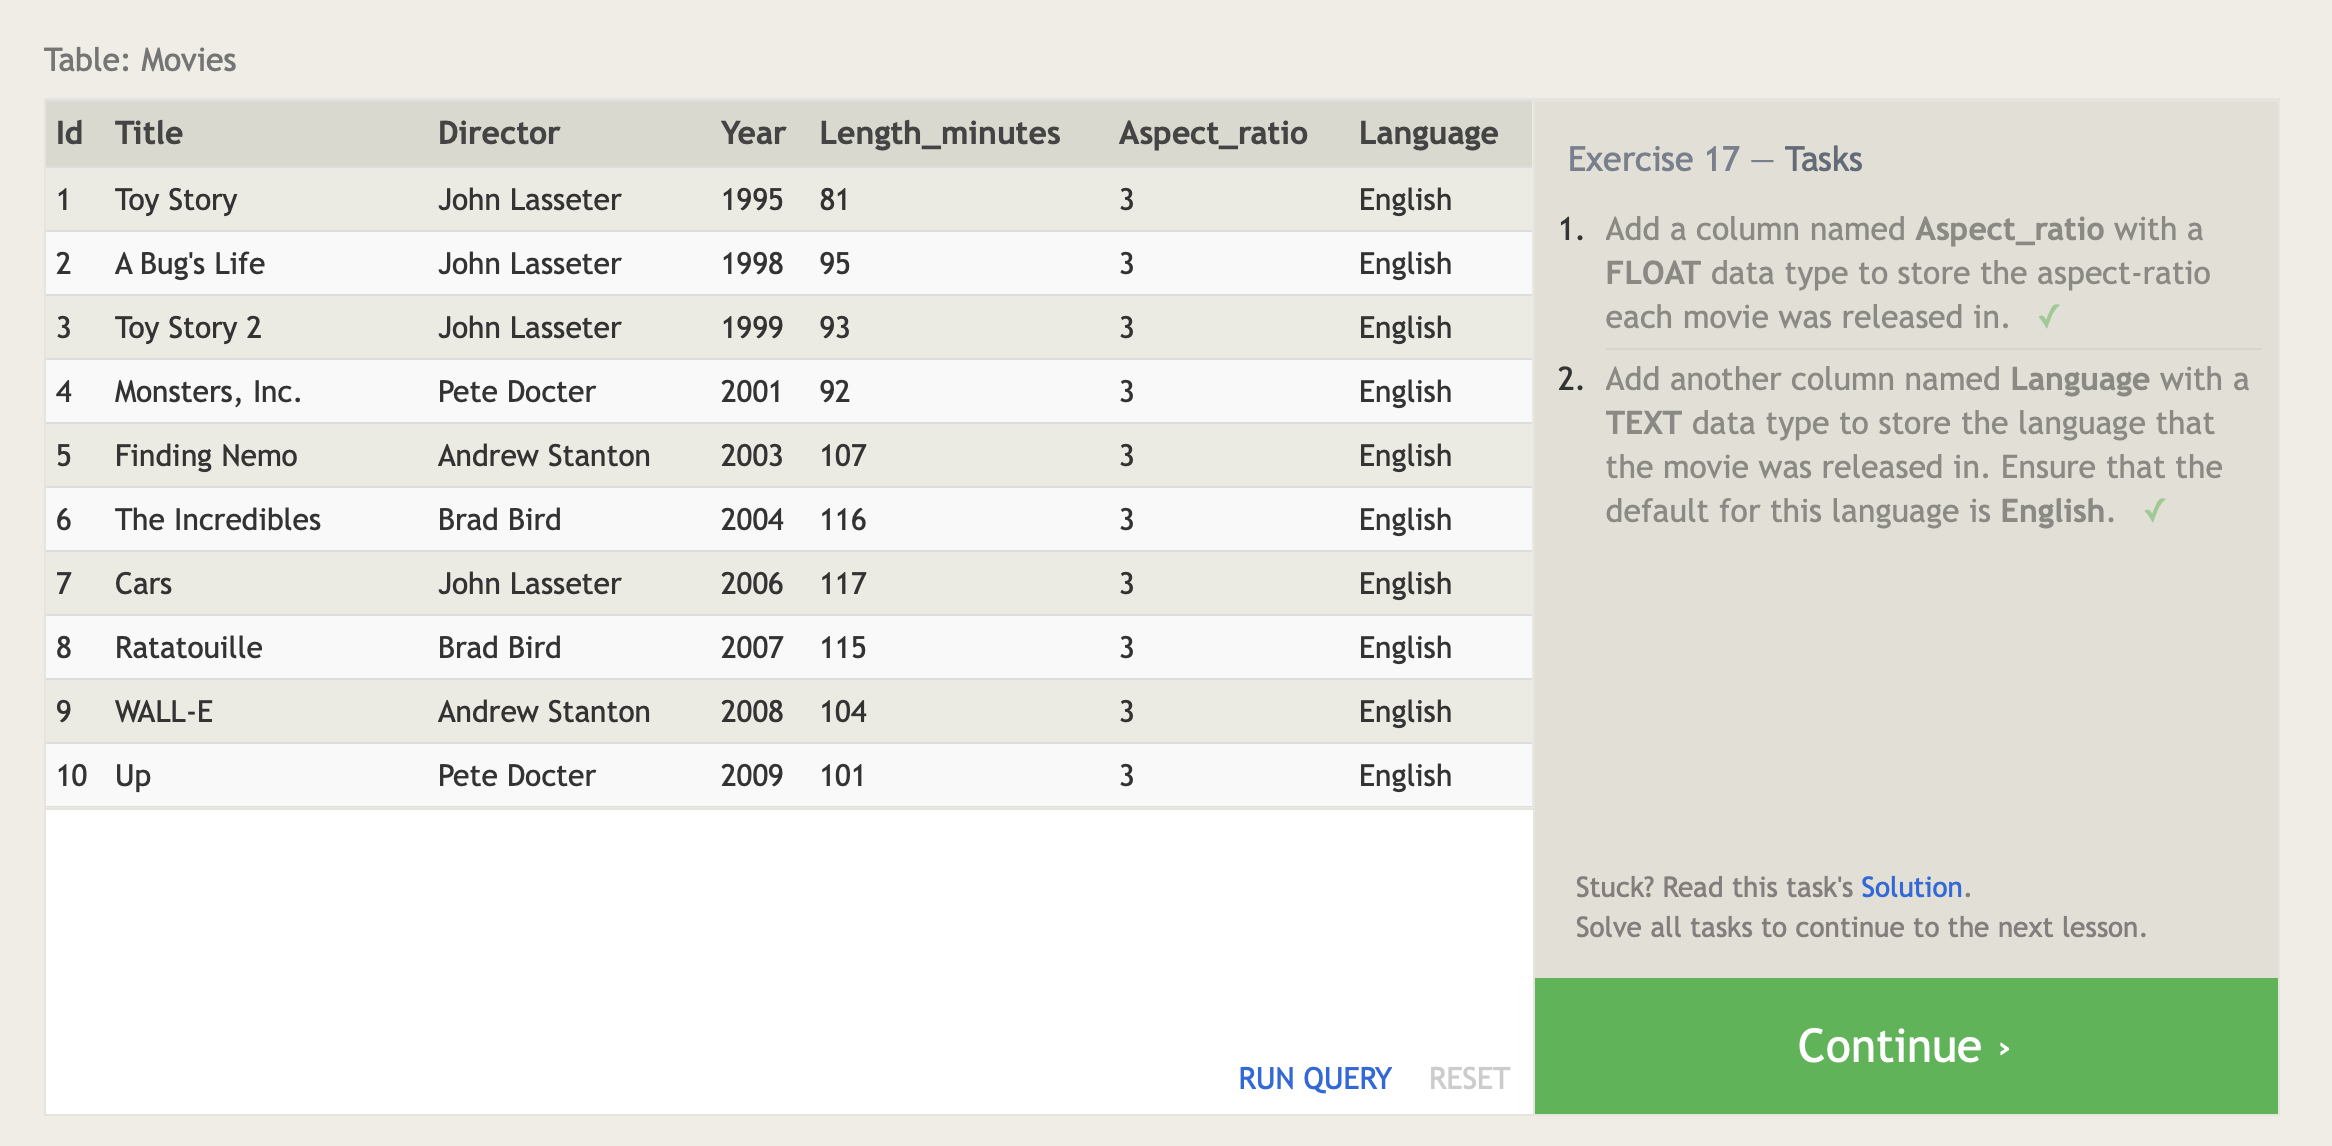 Table: Movies
Id Title Director Year Length_minutes Aspect_ratio Language
1 Toy Story John Lasseter 1995 81 3 English
2 A Bug's Life John Lasseter 1998 95 3 English
3 Toy Story 2 John Lasseter 1999 93 3 English
4 Monsters, Inc. Pete Docter 2001 92 3 English
5 Finding Nemo Andrew Stanton 2003 107 3 English
6 The Incredibles Brad Bird 2004 116 3 English
7 Cars John Lasseter 2006 117 3 English
8 Ratatouille Brad Bird 2007 115 3 English
9 WALL-E Andrew Stanton 2008 104 3 English
10 Up Pete Docter 2009 101 3 English
RUN QUERY RESET
Exercise 17 — Tasks
1. Add a column named Aspect_ratio with a
FLOAT data type to store the aspect-ratio
each movie was released in. ✓
2. Add another column named Language with a
TEXT data type to store the language that
the movie was released in. Ensure that the
default for this language is English. ✓
Stuck? Read this task's Solution.
Solve all tasks to continue to the next lesson.
Continue ›